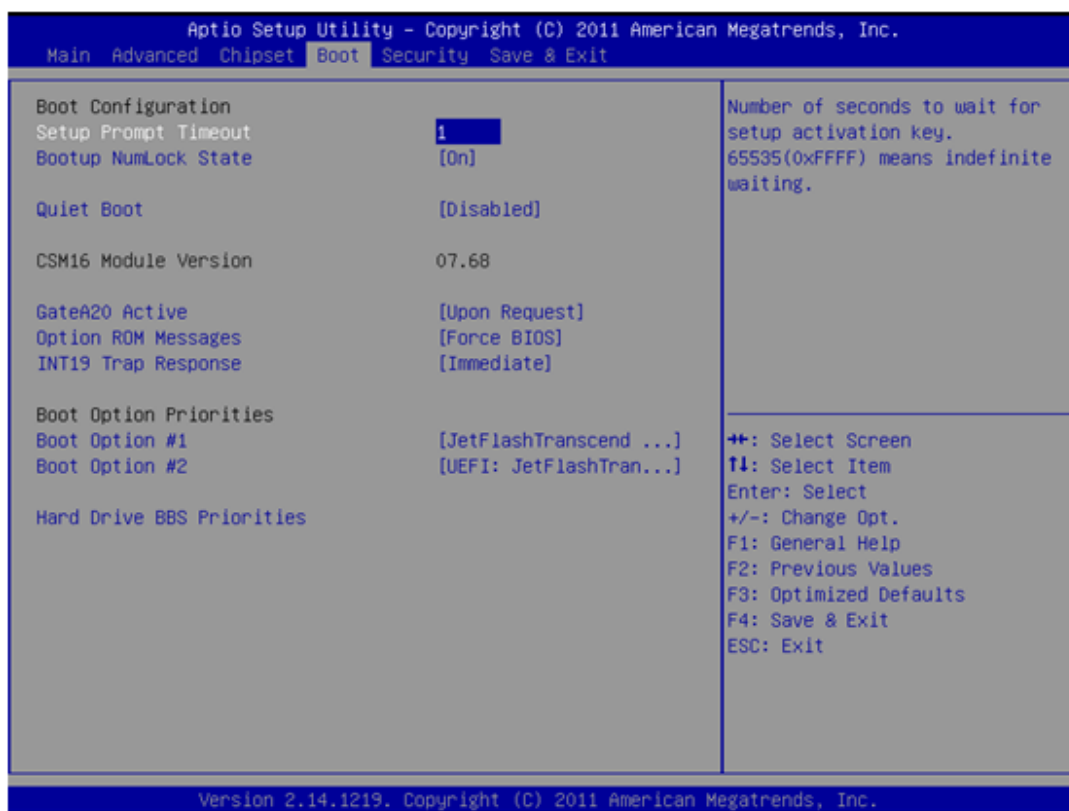 Aptio Setup Utility – Copyright (C) 2011 American Megatrends, Inc.
Main Advanced Chipset Boot Security Save & Exit
Boot Configuration
Setup Prompt Timeout 1
Bootup NumLock State [On]
Quiet Boot [Disabled]
CSM16 Module Version 07.68
GateA20 Active [Upon Request]
Option ROM Messages [Force BIOS]
INT19 Trap Response [Immediate]
Boot Option Priorities
Boot Option #1 [JetFlashTranscend ...]
Boot Option #2 [UEFI: JetFlashTran...]
Hard Drive BBS Priorities
Number of seconds to wait for
setup activation key.
65535(0xFFFF) means indefinite
waiting.
→←: Select Screen
↑↓: Select Item
Enter: Select
+/-: Change Opt.
F1: General Help
F2: Previous Values
F3: Optimized Defaults
F4: Save & Exit
ESC: Exit
Version 2.14.1219. Copyright (C) 2011 American Megatrends, Inc.